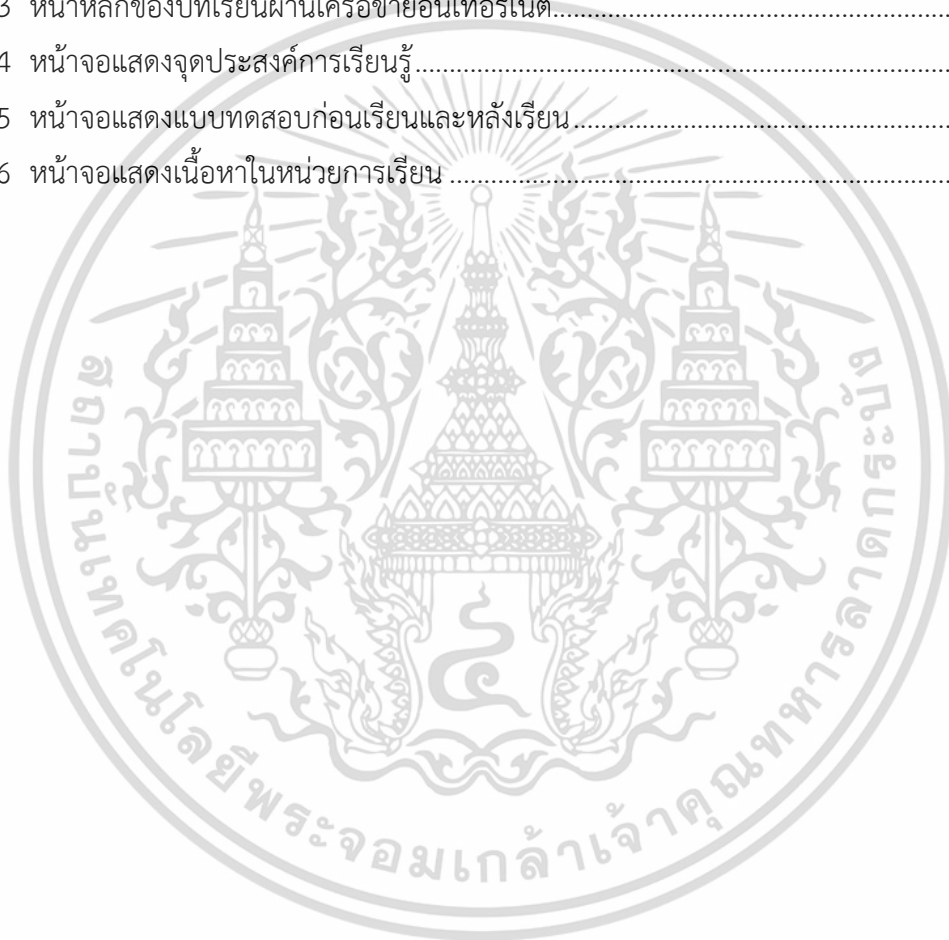 3 หน้าหลักของบทเรียนผ่านเครือข่ายอินเทอร์เน็ต........................................
4 หน้าจอแสดงจุดประสงค์การเรียนรู้........................................
5 หน้าจอแสดงแบบทดสอบก่อนเรียนและหลังเรียน........................................
6 หน้าจอแสดงเนื้อหาในหน่วยการเรียน ........................................
สถาบันเทคโนโลยีพระจอมเกล้าเจ้าคุณทหารลาดกระบัง
๔